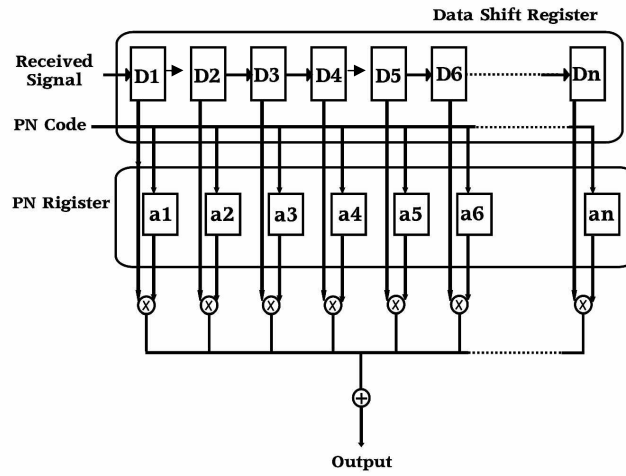 Data Shift Register
Received
Signal
D1 D2 D3 D4 D5 D6 Dn
PN Code
PN Rigister
a1 a2 a3 a4 a5 a6 an
X X X X X X X
+
Output